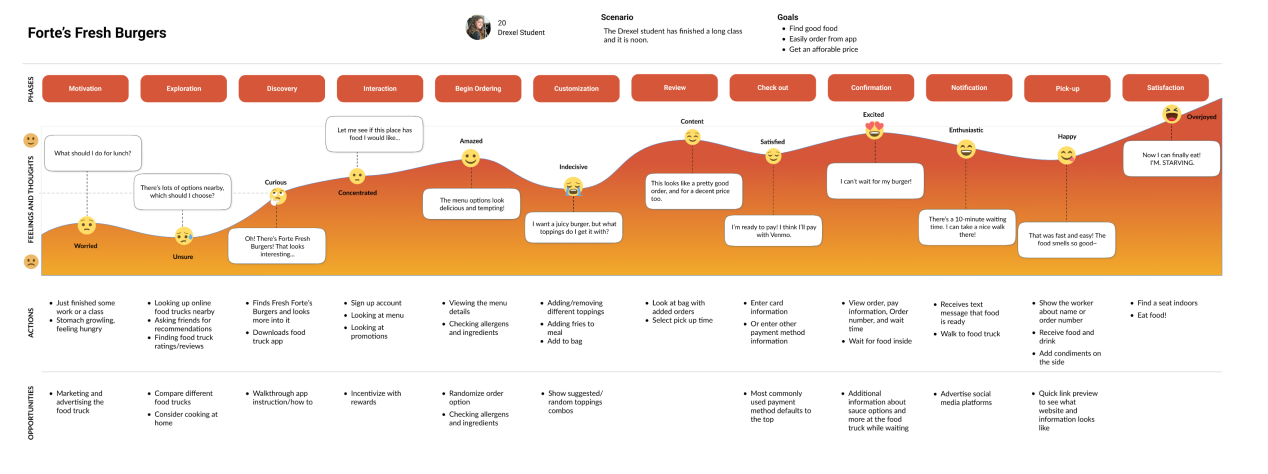 Forte's Fresh Burgers
20
Drexel Student
Scenario
The Drexel student has finished a long class
and it is noon.
Goals
• Find good food
• Easily order from app
• Get an afforable price
PHASES
Motivation
Exploration
Discovery
Interaction
Begin Ordering
Customization
Review
Check out
Confirmation
Notification
Pick-up
Satisfaction
FEELINGS AND THOUGHTS
What should I do for lunch?
Worried
There's lots of options nearby,
which should I choose?
Unsure
Curious
Oh! There's Forte Fresh
Burgers! That looks
interesting...
Let me see if this place has
food I would like...
Concentrated
Amazed
The menu options look
delicious and tempting!
Indecisive
I want a juicy burger, but what
toppings do I get it with?
Content
This looks like a pretty good
order, and for a decent price
too.
Satisfied
I'm ready to pay! I think I'll pay
with Venmo.
Excited
I can't wait for my burger!
Enthusiastic
There's a 10-minute waiting
time. I can take a nice walk
there!
Happy
That was fast and easy! The
food smells so good~
Overjoyed
Now I can finally eat!
I'M. STARVING.
ACTIONS
• Just finished some
work or a class
• Stomach growling,
feeling hungry
• Looking up online
food trucks nearby
• Asking friends for
recommendations
• Finding food truck
ratings/reviews
• Finds Fresh Forte's
Burgers and looks
more into it
• Downloads food
truck app
• Sign up account
• Looking at menu
• Looking at
promotions
• Viewing the menu
details
• Checking allergens
and ingredients
• Adding/removing
different toppings
• Adding fries to
meal
• Add to bag
• Look at bag with
added orders
• Select pick up time
• Enter card
information
• Or enter other
payment method
information
• View order, pay
information, Order
number, and wait
time
• Wait for food inside
• Receives text
message that food
is ready
• Walk to food truck
• Show the worker
about name or
order number
• Receive food and
drink
• Add condiments on
the side
• Find a seat indoors
• Eat food!
OPPORTUNITIES
• Marketing and
advertising the
food truck
• Compare different
food trucks
• Consider cooking at
home
• Walkthrough app
instruction/how to
• Incentivize with
rewards
• Randomize order
option
• Checking allergens
and ingredients
• Show suggested/
random toppings
combos
• Most commonly
used payment
method defaults to
the top
• Additional
information about
sauce options and
more at the food
truck while waiting
• Advertise social
media platforms
• Quick link preview
to see what
website and
information looks
like